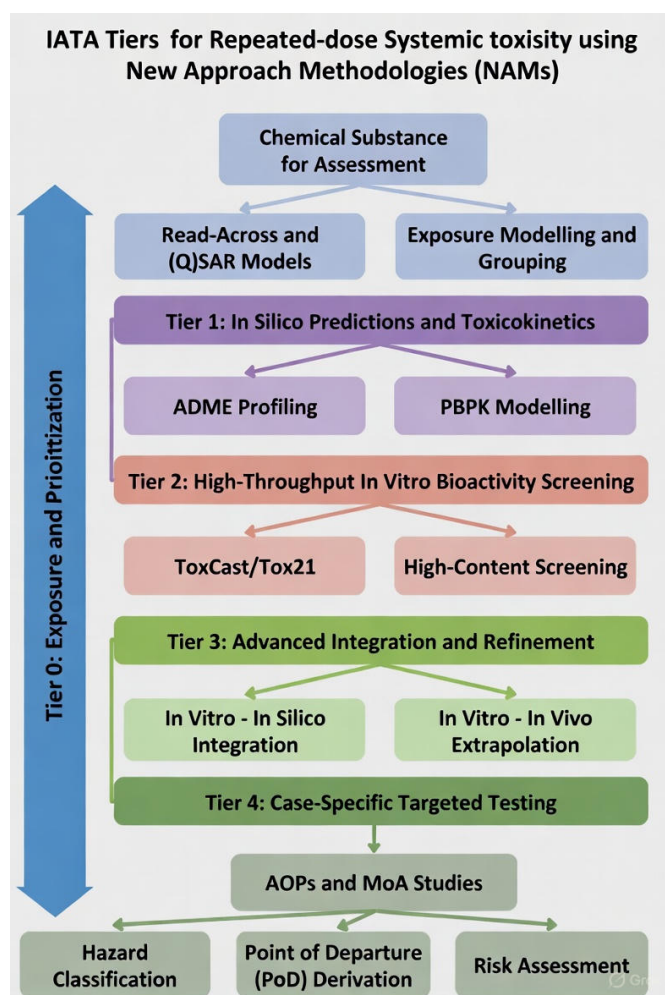 IATA Tiers for Repeated-dose Systemic toxisity using
New Approach Methodologies (NAMs)
Chemical Substance
for Assessment
Read-Across and
(Q)SAR Models
Exposure Modelling and
Grouping
Tier 1: In Silico Predictions and Toxicokinetics
ADME Profiling
PBPK Modelling
Tier 2: High-Throughput In Vitro Bioactivity Screening
ToxCast/Tox21
High-Content Screening
Tier 3: Advanced Integration and Refinement
In Vitro - In Silico
Integration
In Vitro - In Vivo
Extrapolation
Tier 4: Case-Specific Targeted Testing
AOPs and MoA Studies
Hazard
Classification
Point of Departure
(PoD) Derivation
Risk Assessment
Tier 0: Exposure and Prioittization